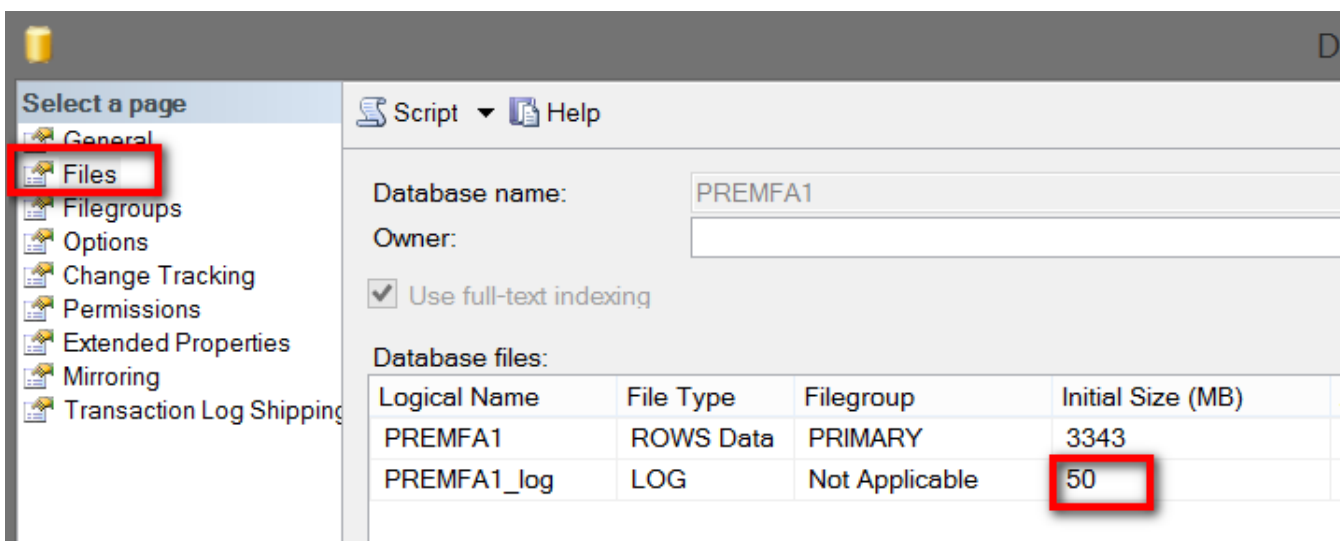 D
Select a page
Script Help
General
Files
Filegroups
Options
Change Tracking
Permissions
Extended Properties
Mirroring
Transaction Log Shipping
Database name: PREMFA1
Owner:
Use full-text indexing
Database files:
Logical Name File Type Filegroup Initial Size (MB)
PREMFA1 ROWS Data PRIMARY 3343
PREMFA1_log LOG Not Applicable 50